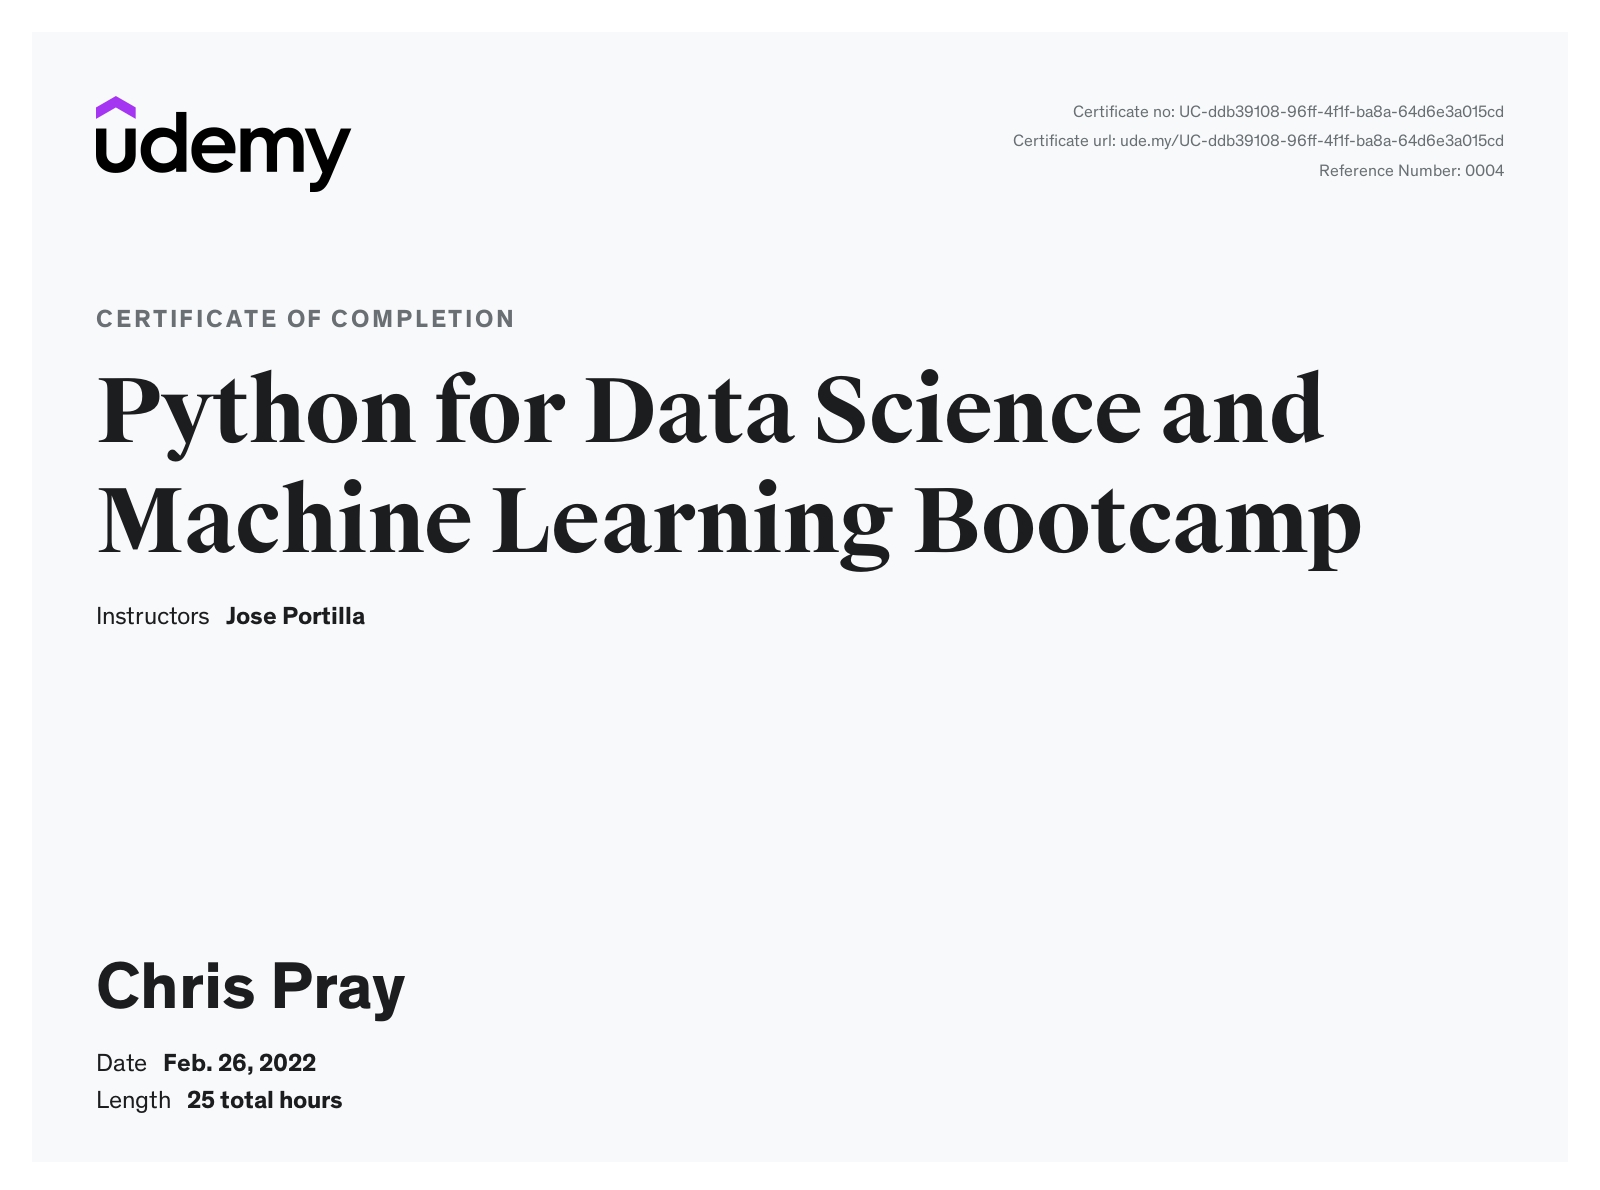 udemy
Certificate no: UC-ddb39108-96ff-4f1f-ba8a-64d6e3a015cd
Certificate url: ude.my/UC-ddb39108-96ff-4f1f-ba8a-64d6e3a015cd
Reference Number: 0004
CERTIFICATE OF COMPLETION
Python for Data Science and
Machine Learning Bootcamp
Instructors Jose Portilla
Chris Pray
Date Feb. 26, 2022
Length 25 total hours